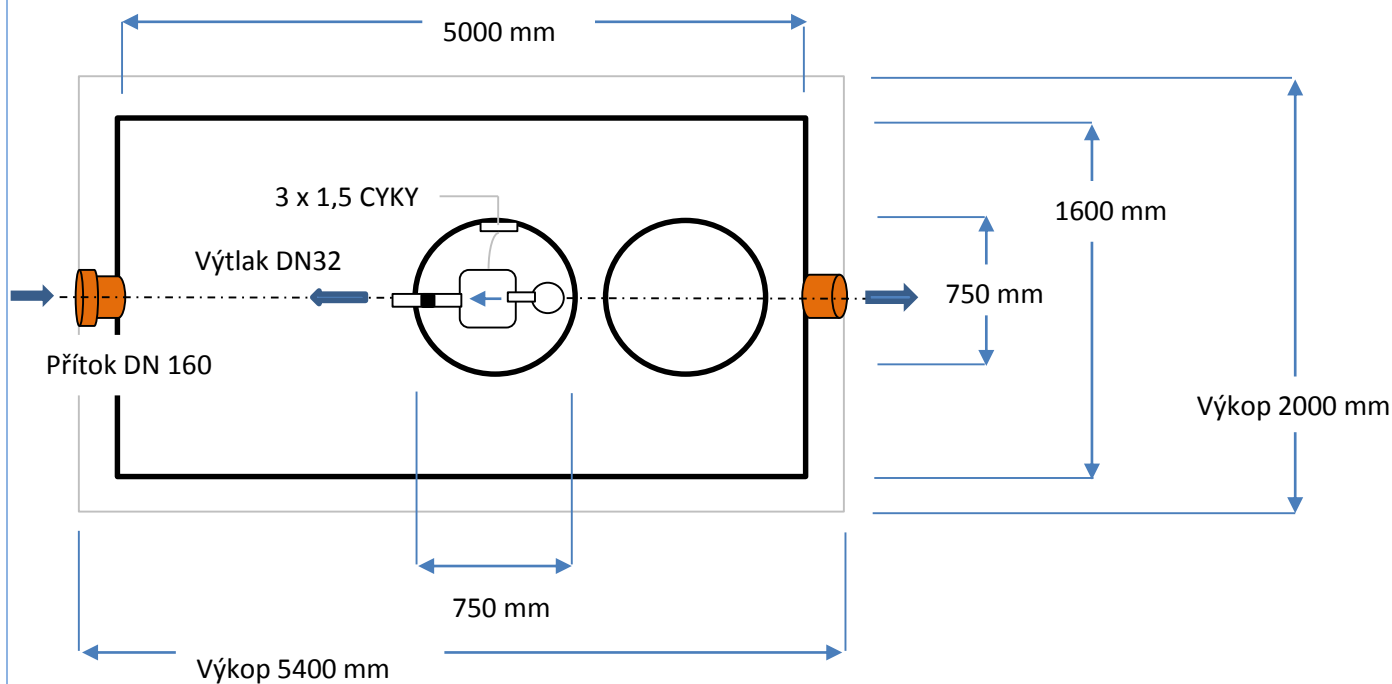 5000 mm
3 x 1,5 CYKY
1600 mm
Výtlak DN32
750 mm
Přítok DN 160
Výkop 2000 mm
750 mm
Výkop 5400 mm